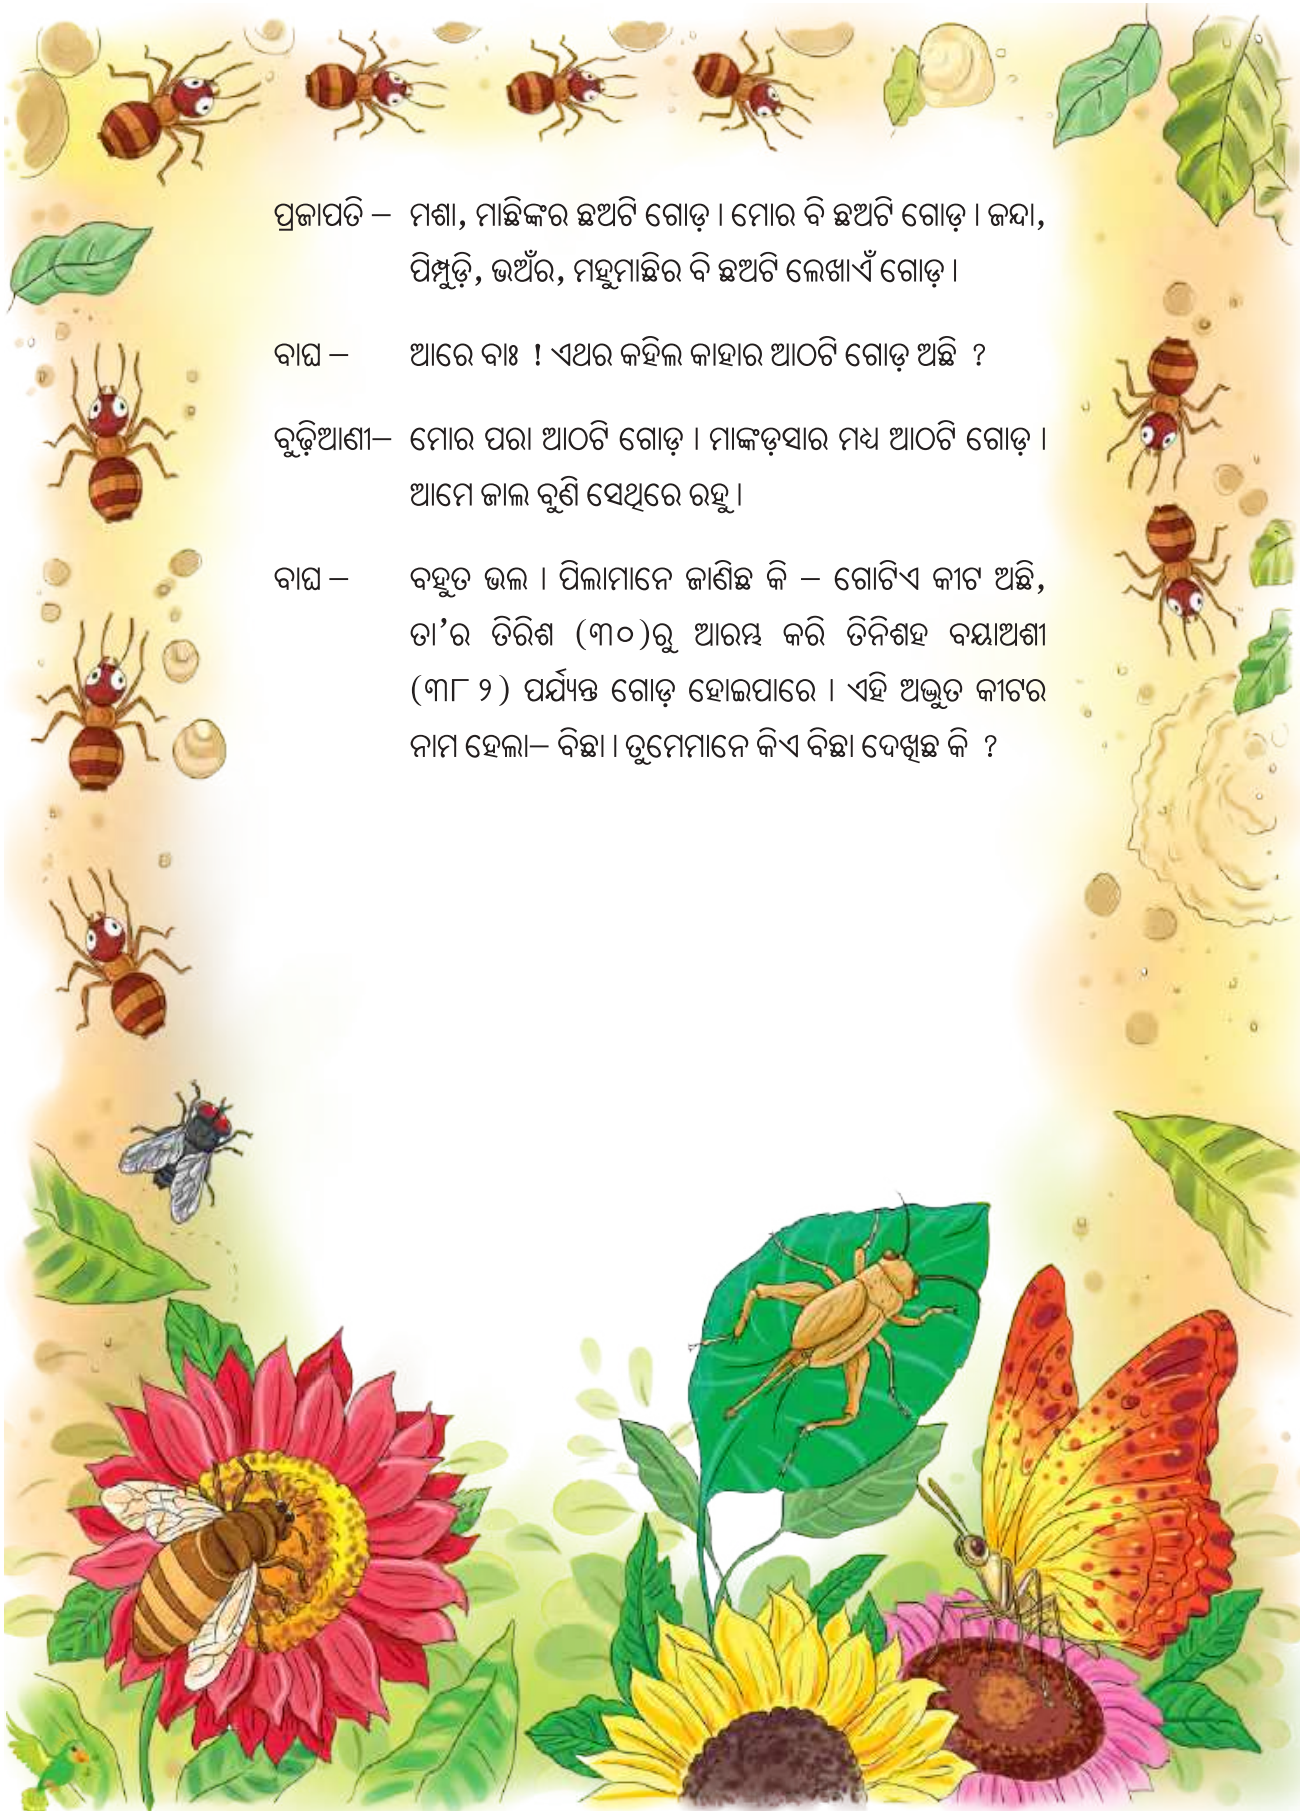 ପ୍ରଜାପତି – ମଶା, ମାଛିଙ୍କର ଛଅଟି ଗୋଡ଼ । ମୋର ବି ଛଅଟି ଗୋଡ଼ । ଜନ୍ଦା,
ପିମ୍ପୁଡ଼ି, ଭଅଁର, ମହୁମାଛିର ବି ଛଅଟି ଲେଖାଏଁ ଗୋଡ଼ ।
ବାଘ – ଆରେ ବାଃ ! ଏଥର କହିଲ କାହାର ଆଠଟି ଗୋଡ଼ ଅଛି ?
ବୁଢ଼ିଆଣୀ– ମୋର ପରା ଆଠଟି ଗୋଡ଼ । ମାଙ୍କଡ଼ସାର ମଧ୍ୟ ଆଠଟି ଗୋଡ଼ ।
ଆମେ ଜାଲ ବୁଣି ସେଥିରେ ରହୁ ।
ବାଘ – ବହୁତ ଭଲ । ପିଲାମାନେ ଜାଣିଛ କି – ଗୋଟିଏ କୀଟ ଅଛି,
ତା’ର ତିରିଶ (୩୦)ରୁ ଆରମ୍ଭ କରି ତିନିଶହ ବୟାଅଶୀ
(୩୮୨) ପର୍ଯ୍ୟନ୍ତ ଗୋଡ଼ ହୋଇପାରେ । ଏହି ଅଦ୍ଭୁତ କୀଟର
ନାମ ହେଲା– ବିଛା । ତୁମେମାନେ କିଏ ବିଛା ଦେଖିଛ କି ?